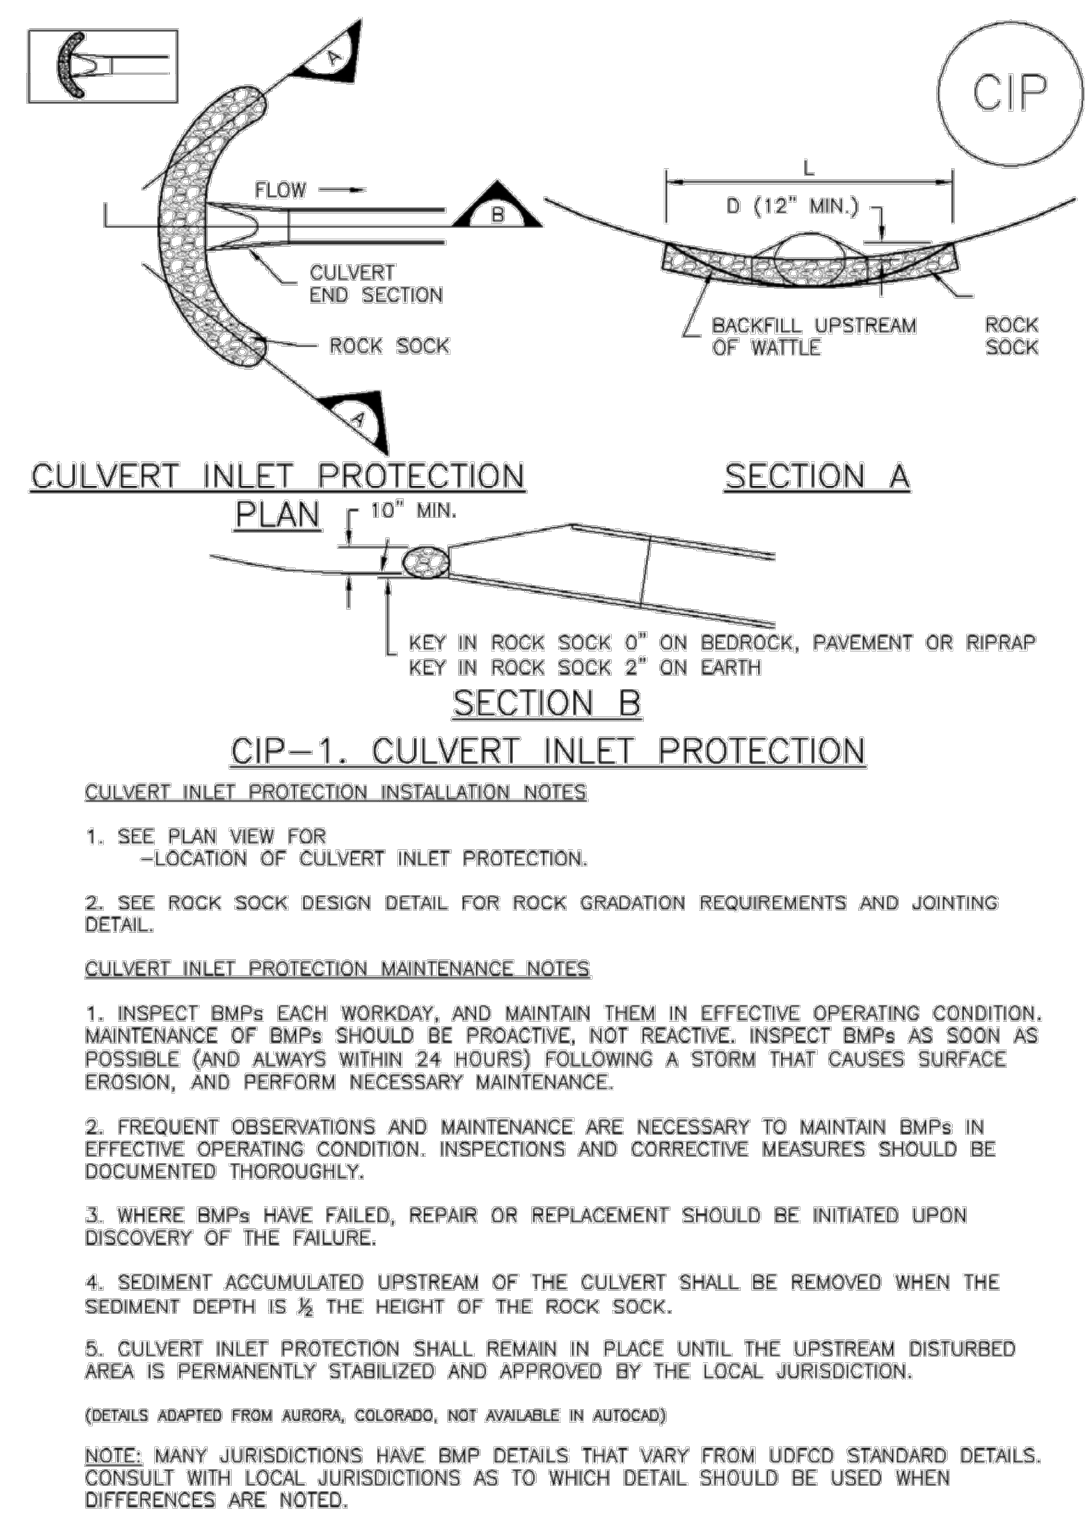 A
CIP
L
FLOW
B
D (12" MIN.)
CULVERT
END SECTION
BACKFILL UPSTREAM
OF WATTLE
ROCK
SOCK
ROCK SOCK
A
CULVERT INLET PROTECTION
PLAN
SECTION A
10" MIN.
KEY IN ROCK SOCK 0" ON BEDROCK, PAVEMENT OR RIPRAP
KEY IN ROCK SOCK 2" ON EARTH
SECTION B
CIP-1. CULVERT INLET PROTECTION
CULVERT INLET PROTECTION INSTALLATION NOTES
1. SEE PLAN VIEW FOR
-LOCATION OF CULVERT INLET PROTECTION.
2. SEE ROCK SOCK DESIGN DETAIL FOR ROCK GRADATION REQUIREMENTS AND JOINTING
DETAIL.
CULVERT INLET PROTECTION MAINTENANCE NOTES
1. INSPECT BMPs EACH WORKDAY, AND MAINTAIN THEM IN EFFECTIVE OPERATING CONDITION.
MAINTENANCE OF BMPs SHOULD BE PROACTIVE, NOT REACTIVE. INSPECT BMPs AS SOON AS
POSSIBLE (AND ALWAYS WITHIN 24 HOURS) FOLLOWING A STORM THAT CAUSES SURFACE
EROSION, AND PERFORM NECESSARY MAINTENANCE.
2. FREQUENT OBSERVATIONS AND MAINTENANCE ARE NECESSARY TO MAINTAIN BMPs IN
EFFECTIVE OPERATING CONDITION. INSPECTIONS AND CORRECTIVE MEASURES SHOULD BE
DOCUMENTED THOROUGHLY.
3. WHERE BMPs HAVE FAILED, REPAIR OR REPLACEMENT SHOULD BE INITIATED UPON
DISCOVERY OF THE FAILURE.
4. SEDIMENT ACCUMULATED UPSTREAM OF THE CULVERT SHALL BE REMOVED WHEN THE
SEDIMENT DEPTH IS ½ THE HEIGHT OF THE ROCK SOCK.
5. CULVERT INLET PROTECTION SHALL REMAIN IN PLACE UNTIL THE UPSTREAM DISTURBED
AREA IS PERMANENTLY STABILIZED AND APPROVED BY THE LOCAL JURISDICTION.
(DETAILS ADAPTED FROM AURORA, COLORADO, NOT AVAILABLE IN AUTOCAD)
NOTE: MANY JURISDICTIONS HAVE BMP DETAILS THAT VARY FROM UDFCD STANDARD DETAILS.
CONSULT WITH LOCAL JURISDICTIONS AS TO WHICH DETAIL SHOULD BE USED WHEN
DIFFERENCES ARE NOTED.